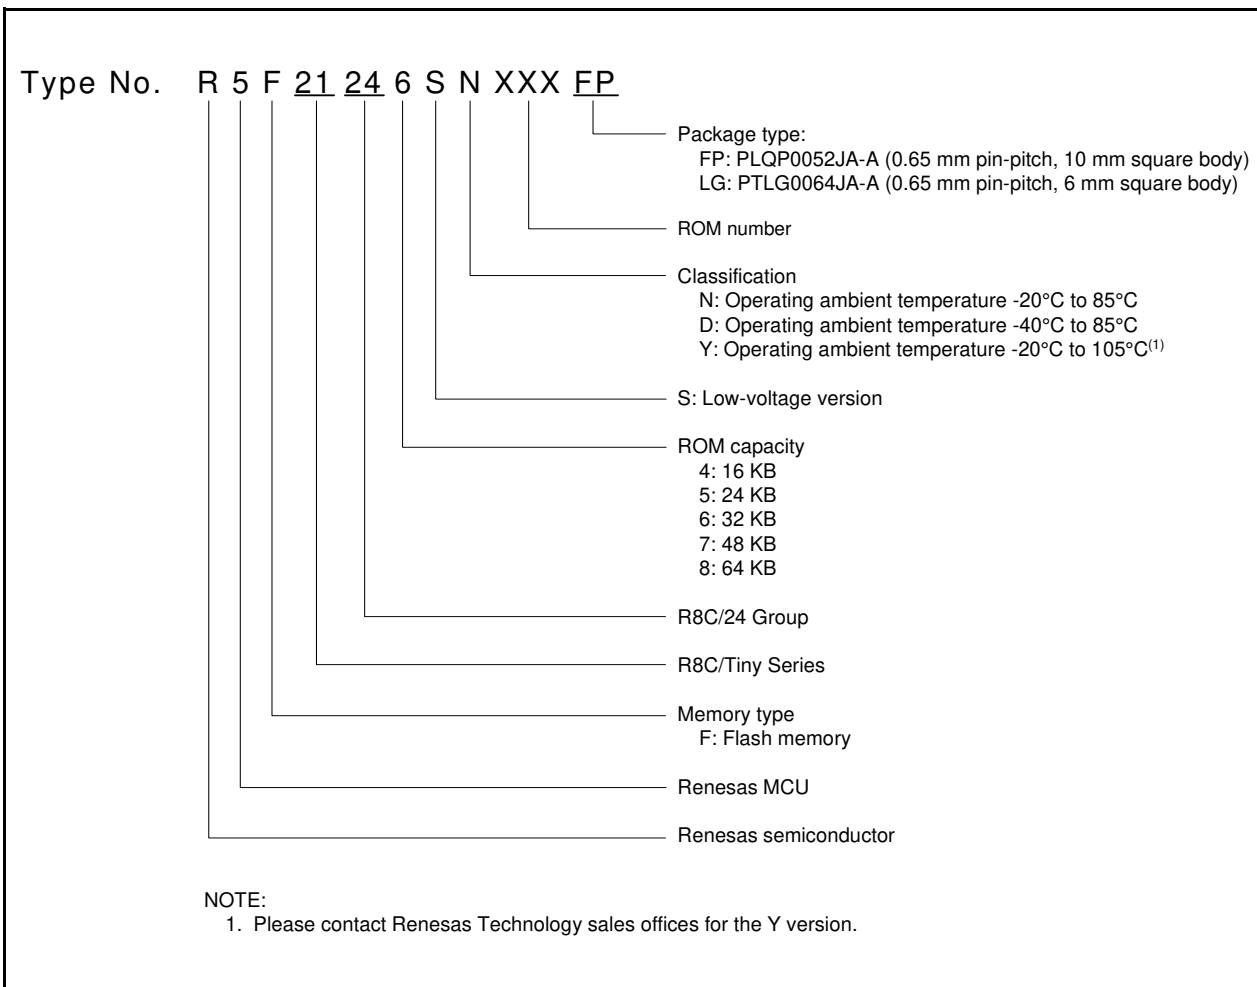 Type No. R 5 F 21 24 6 S N XXX FP
Package type:
FP: PLQP0052JA-A (0.65 mm pin-pitch, 10 mm square body)
LG: PTLG0064JA-A (0.65 mm pin-pitch, 6 mm square body)
ROM number
Classification
N: Operating ambient temperature -20°C to 85°C
D: Operating ambient temperature -40°C to 85°C
Y: Operating ambient temperature -20°C to 105°C(1)
S: Low-voltage version
ROM capacity
4: 16 KB
5: 24 KB
6: 32 KB
7: 48 KB
8: 64 KB
R8C/24 Group
R8C/Tiny Series
Memory type
F: Flash memory
Renesas MCU
Renesas semiconductor
NOTE:
1. Please contact Renesas Technology sales offices for the Y version.